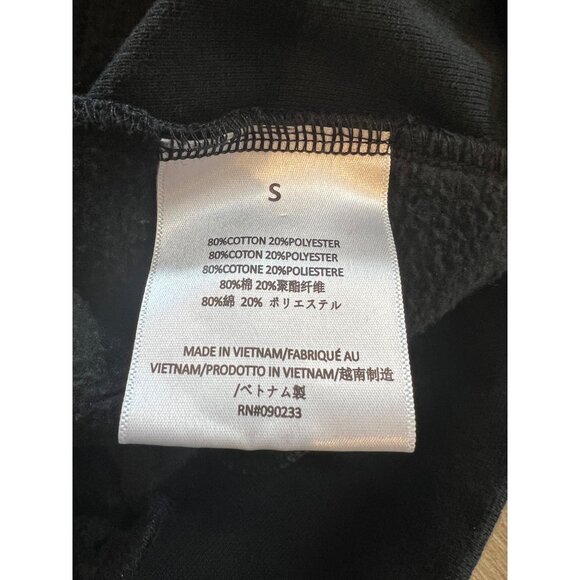 S
80%COTTON 20%POLYESTER
80%COTON 20%POLYESTER
80%COTONE 20%POLIESTERE
80%棉 20%聚酯纤维
80%綿 20% ポリエステル
MADE IN VIETNAM/FABRIQUÉ AU
VIETNAM/PRODOTTO IN VIETNAM/越南制造
/ベトナム製
RN#090233